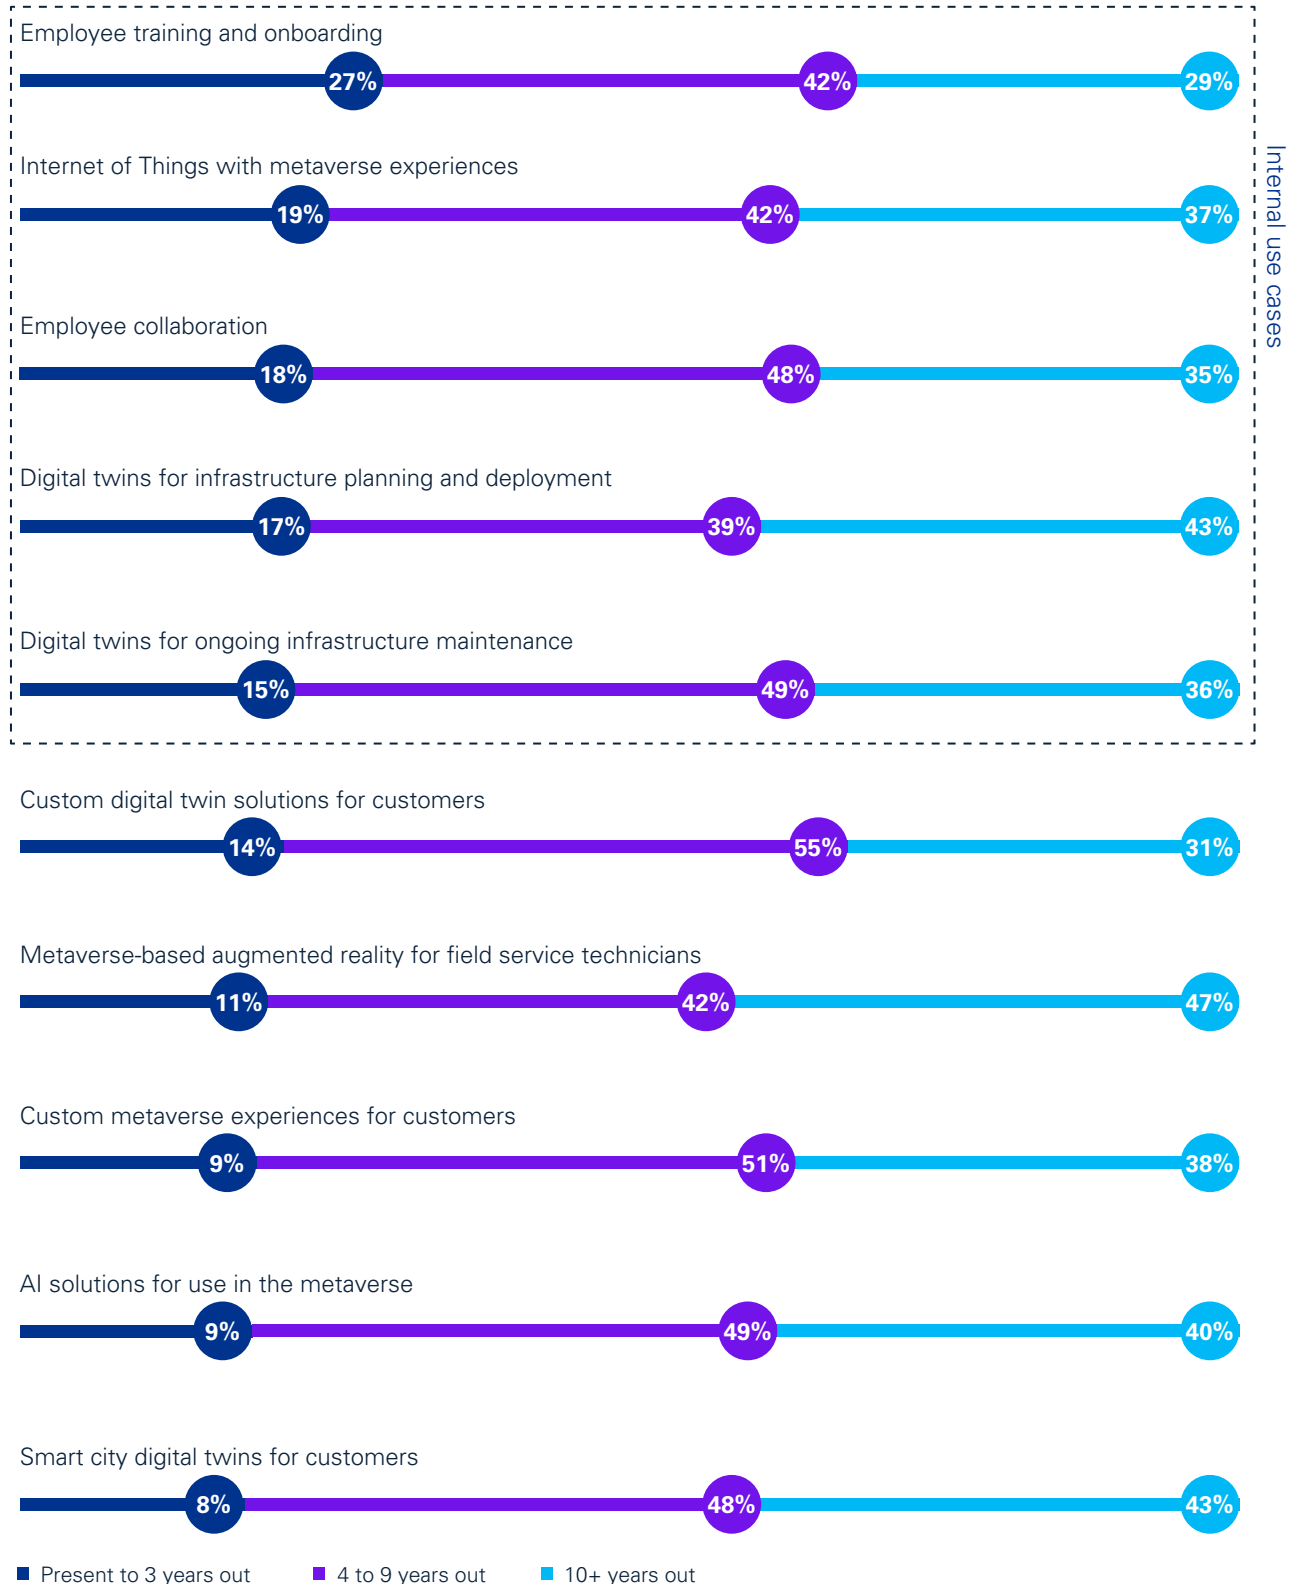 Employee training and onboarding
27% 42% 29%
Internet of Things with metaverse experiences
19% 42% 37%
Employee collaboration
18% 48% 35%
Digital twins for infrastructure planning and deployment
17% 39% 43%
Digital twins for ongoing infrastructure maintenance
15% 49% 36%
Internal use cases
Custom digital twin solutions for customers
14% 55% 31%
Metaverse-based augmented reality for field service technicians
11% 42% 47%
Custom metaverse experiences for customers
9% 51% 38%
AI solutions for use in the metaverse
9% 49% 40%
Smart city digital twins for customers
8% 48% 43%
Present to 3 years out 4 to 9 years out 10+ years out